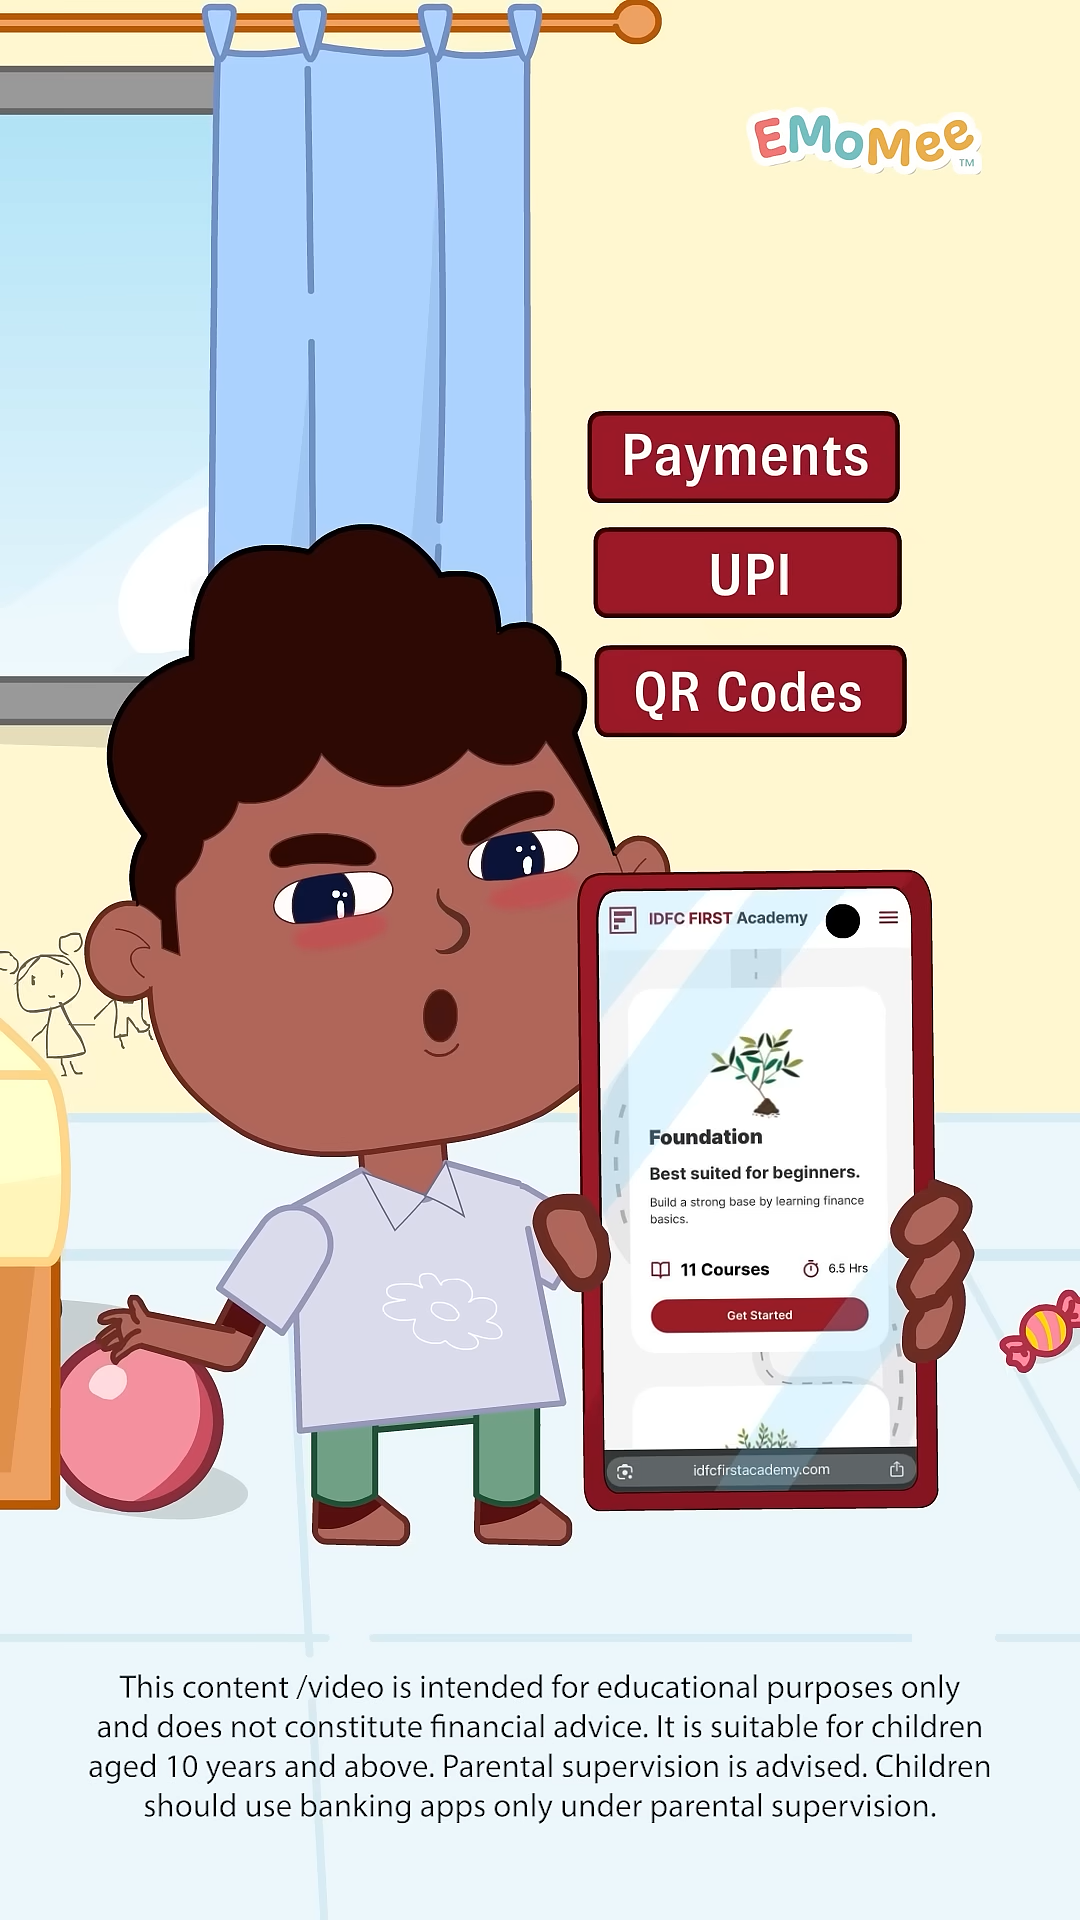 EMoMee
TM
Payments
UPI
QR Codes
IDFC FIRST Academy
Foundation
Best suited for beginners.
Build a strong base by learning finance
basics.
11 Courses 6.5 Hrs
Get Started
idfcfirstacademy.com
This content /video is intended for educational purposes only
and does not constitute financial advice. It is suitable for children
aged 10 years and above. Parental supervision is advised. Children
should use banking apps only under parental supervision.